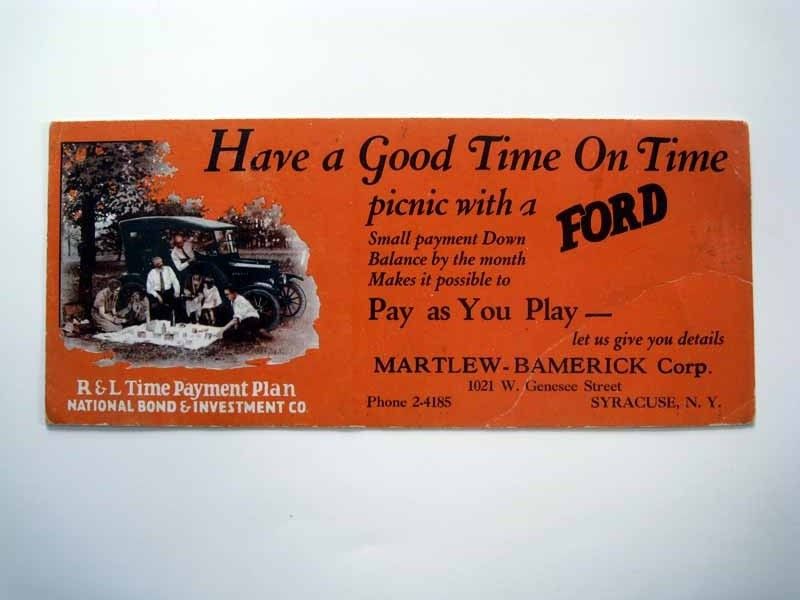 Have a Good Time On Time
picnic with a FORD
Small payment Down
Balance by the month
Makes it possible to
Pay as You Play —
let us give you details
MARTLEW-BAMERICK Corp.
1021 W. Genesee Street
Phone 2-4185 SYRACUSE, N. Y.
R & L Time Payment Plan
NATIONAL BOND & INVESTMENT CO.